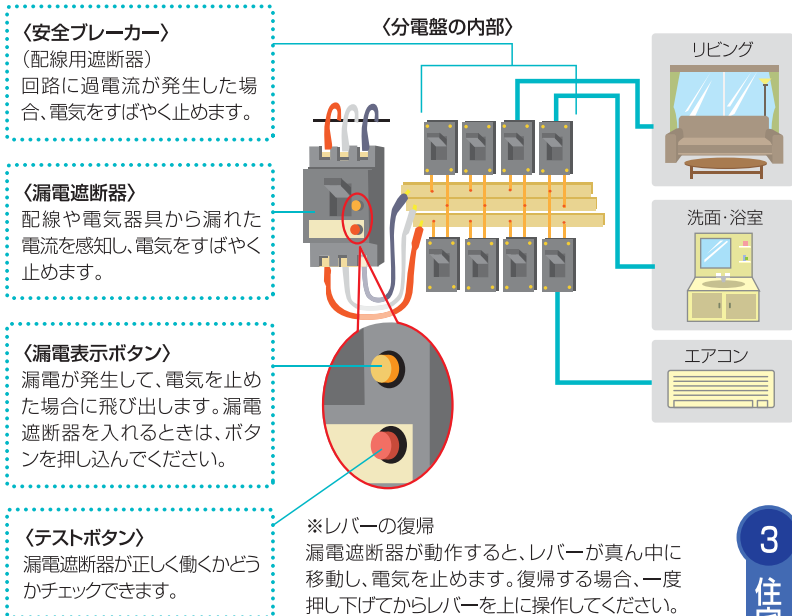 〈安全ブレーカー〉
（配線用遮断器）
回路に過電流が発生した場
合、電気をすばやく止めます。
〈漏電遮断器〉
配線や電気器具から漏れた
電流を感知し、電気をすばやく
止めます。
〈漏電表示ボタン〉
漏電が発生して、電気を止め
た場合に飛び出します。漏電
遮断器を入れるときは、ボタ
ンを押し込んでください。
〈テストボタン〉
漏電遮断器が正しく働くかどう
かチェックできます。
〈分電盤の内部〉
リビング
洗面・浴室
エアコン
※レバーの復帰
漏電遮断器が動作すると、レバーが真ん中に
移動し、電気を止めます。復帰する場合、一度
押し下げてからレバーを上に操作してください。
3
住